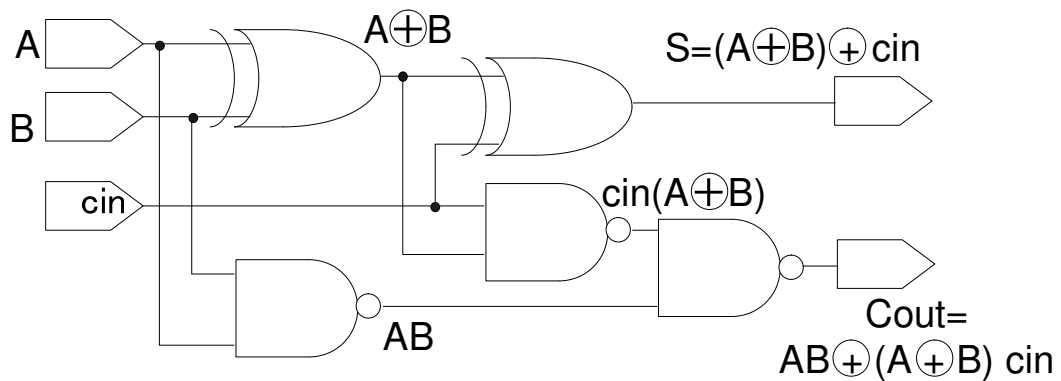 A
A⊕B
S=(A⊕B)⊕cin
B
cin
cin(A⊕B)
AB
Cout=
AB⊕(A⊕B) cin